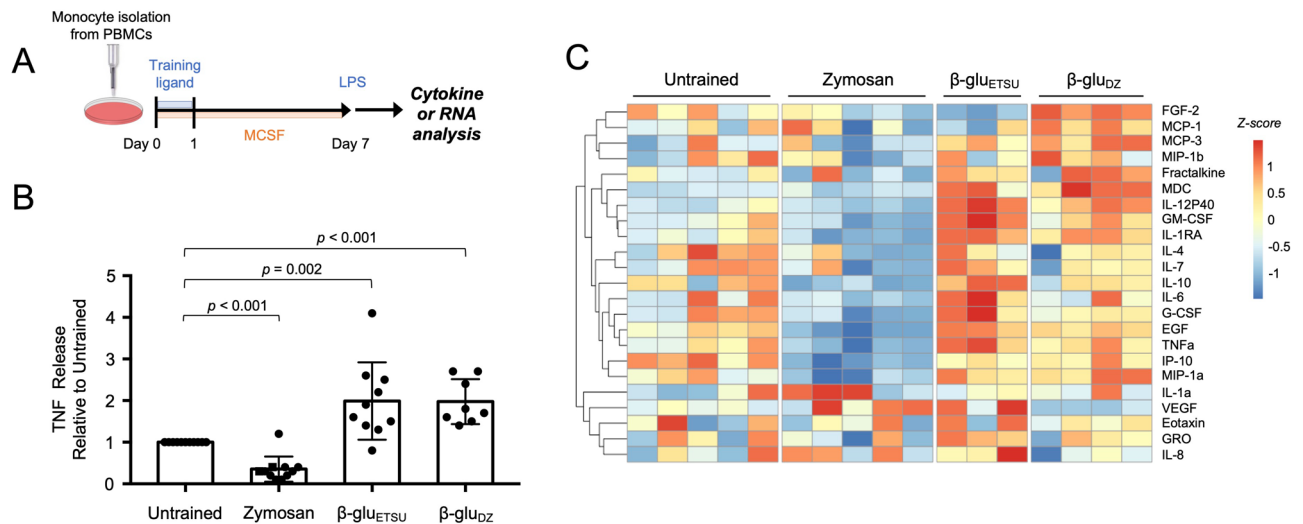 A
Monocyte isolation
from PBMCs
Training
ligand
LPS
MCSF
Day 0
1
Day 7
Cytokine
or RNA
analysis
B
p < 0.001
p = 0.002
p < 0.001
TNF Release
Relative to Untrained
5
4
3
2
1
0
Untrained
Zymosan
β-gluETSU
β-gluDZ
C
Untrained
Zymosan
β-gluETSU
β-gluDZ
FGF-2
MCP-1
MCP-3
MIP-1b
Fractalkine
MDC
IL-12P40
GM-CSF
IL-1RA
IL-4
IL-7
IL-10
IL-6
G-CSF
EGF
TNFa
IP-10
MIP-1a
IL-1a
VEGF
Eotaxin
GRO
IL-8
Z-score
1
0.5
0
-0.5
-1